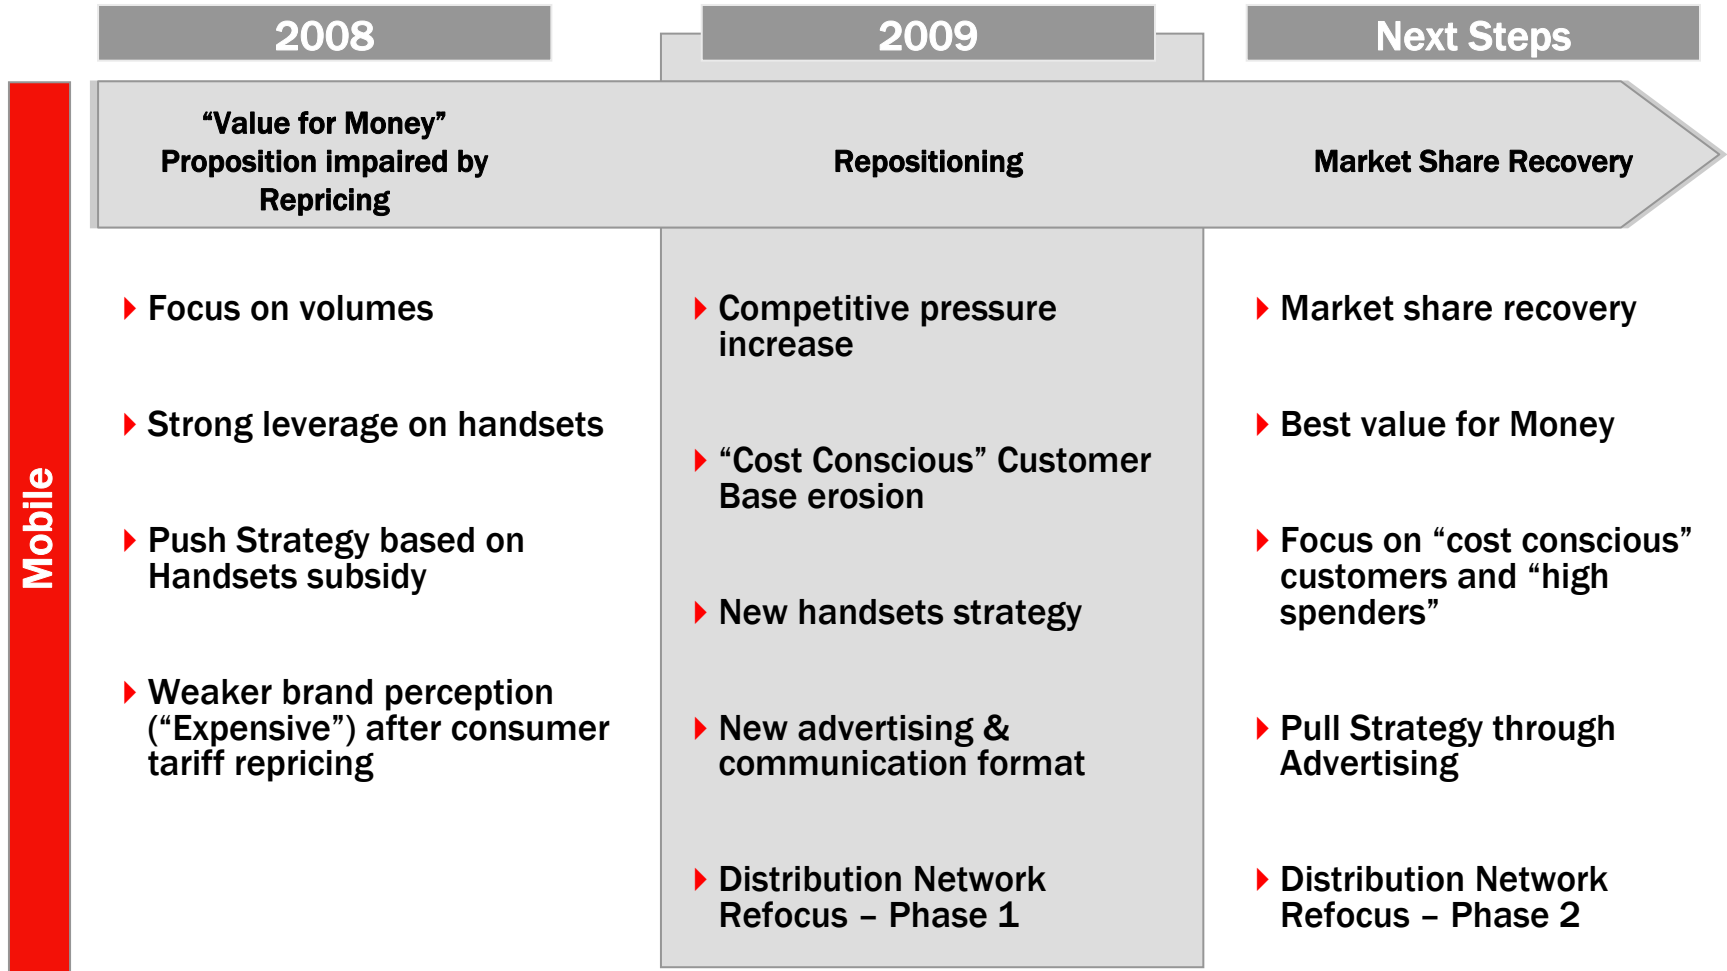 2008
2009
Next Steps
Mobile
“Value for Money”
Proposition impaired by
Repricing
Repositioning
Market Share Recovery
Focus on volumes
Strong leverage on handsets
Push Strategy based on
Handsets subsidy
Weaker brand perception
(“Expensive”) after consumer
tariff repricing
Competitive pressure
increase
“Cost Conscious” Customer
Base erosion
New handsets strategy
New advertising &
communication format
Distribution Network
Refocus – Phase 1
Market share recovery
Best value for Money
Focus on “cost conscious”
customers and “high
spenders”
Pull Strategy through
Advertising
Distribution Network
Refocus – Phase 2